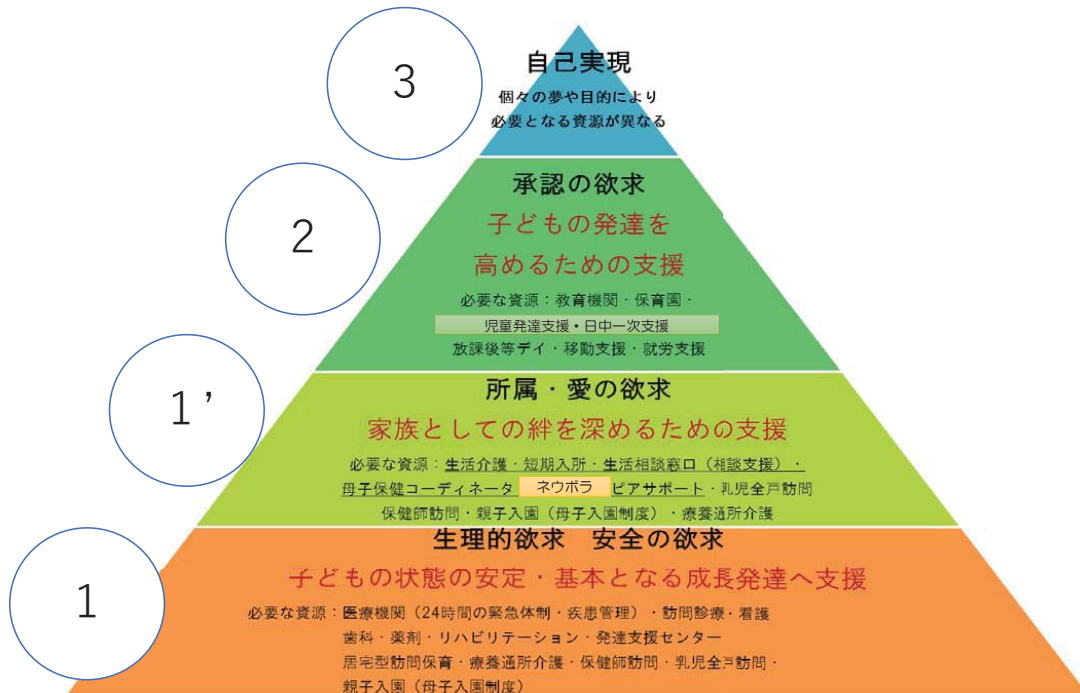 3
自己実現
個々の夢や目的により
必要となる資源が異なる
2
承認の欲求
子どもの発達を
高めるための支援
必要な資源：教育機関・保育園・
児童発達支援・日中一次支援
放課後等デイ・移動支援・就労支援
1’
所属・愛の欲求
家族としての絆を深めるための支援
必要な資源：生活介護・短期入所・生活相談窓口（相談支援）・
母子保健コーディネータ ネウボラ ピアサポート・乳児全戸訪問
保健師訪問・親子入園（母子入園制度）・療養通所介護
1
生理的欲求　安全の欲求
子どもの状態の安定・基本となる成長発達へ支援
必要な資源：医療機関（24時間の緊急体制・疾患管理）・訪問診療・看護
歯科・薬剤・リハビリテーション・発達支援センター
居宅型訪問保育・療養通所介護・保健師訪問・乳児全戸訪問・
親子入園（母子入園制度）